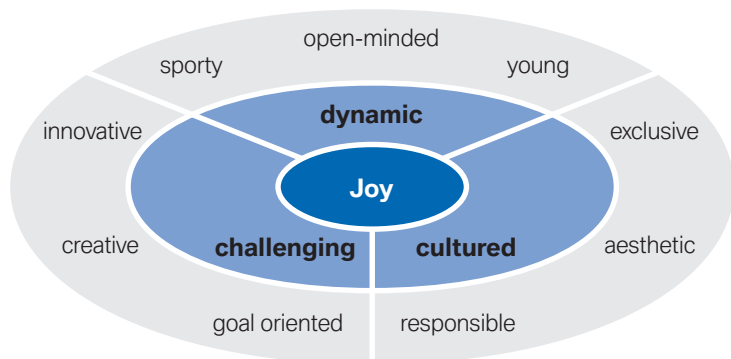 open-minded
sporty
young
dynamic
innovative
exclusive
Joy
creative
challenging
cultured
aesthetic
goal oriented
responsible